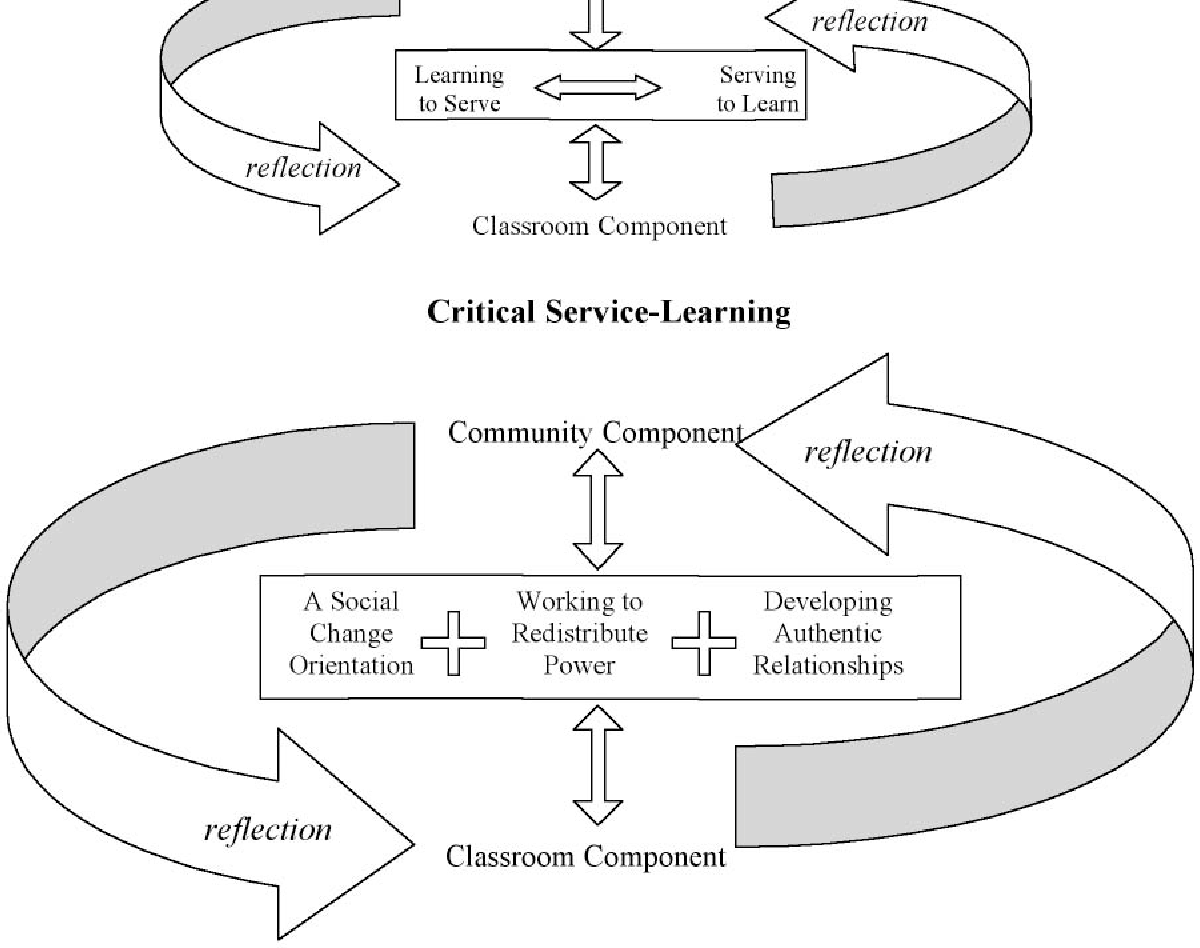 reflection
Learning
to Serve
Serving
to Learn
reflection
Classroom Component
Critical Service-Learning
Community Component
reflection
A Social
Change
Orientation
Working to
Redistribute
Power
Developing
Authentic
Relationships
reflection
Classroom Component